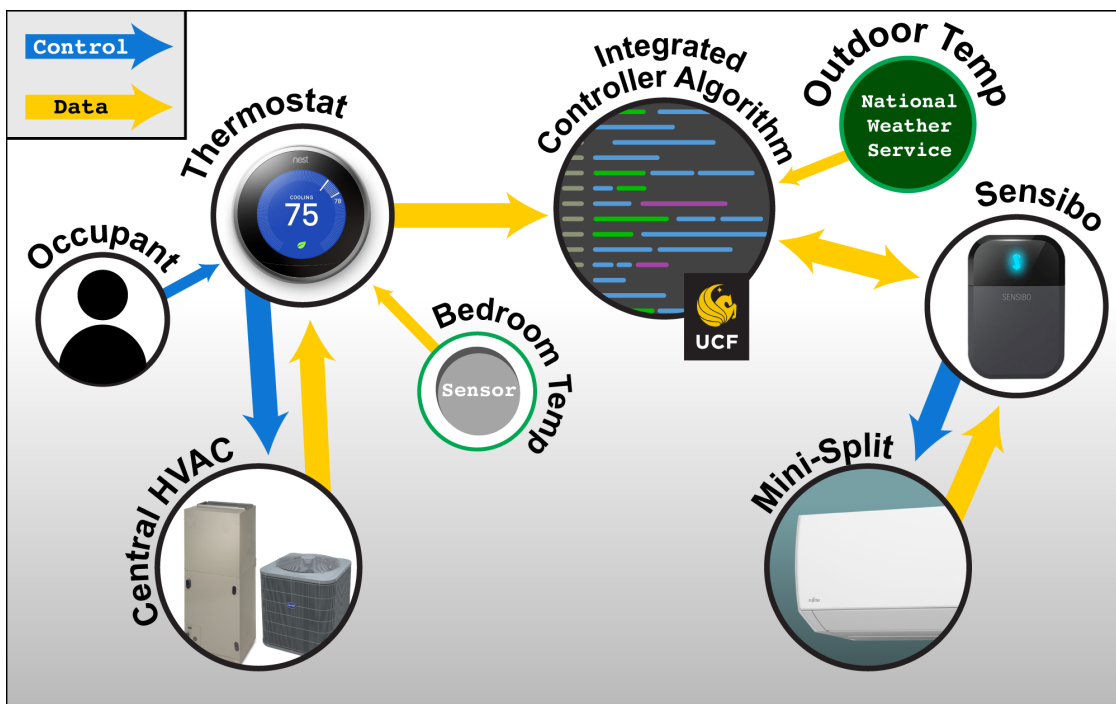 Control
Data
Thermostat
nest
COOLING
75
78
Integrated
Controller Algorithm
Outdoor Temp
National
Weather
Service
Sensibo
SENSIBO
Occupant
Bedroom Temp
Sensor
UCF
Central HVAC
Mini-Split